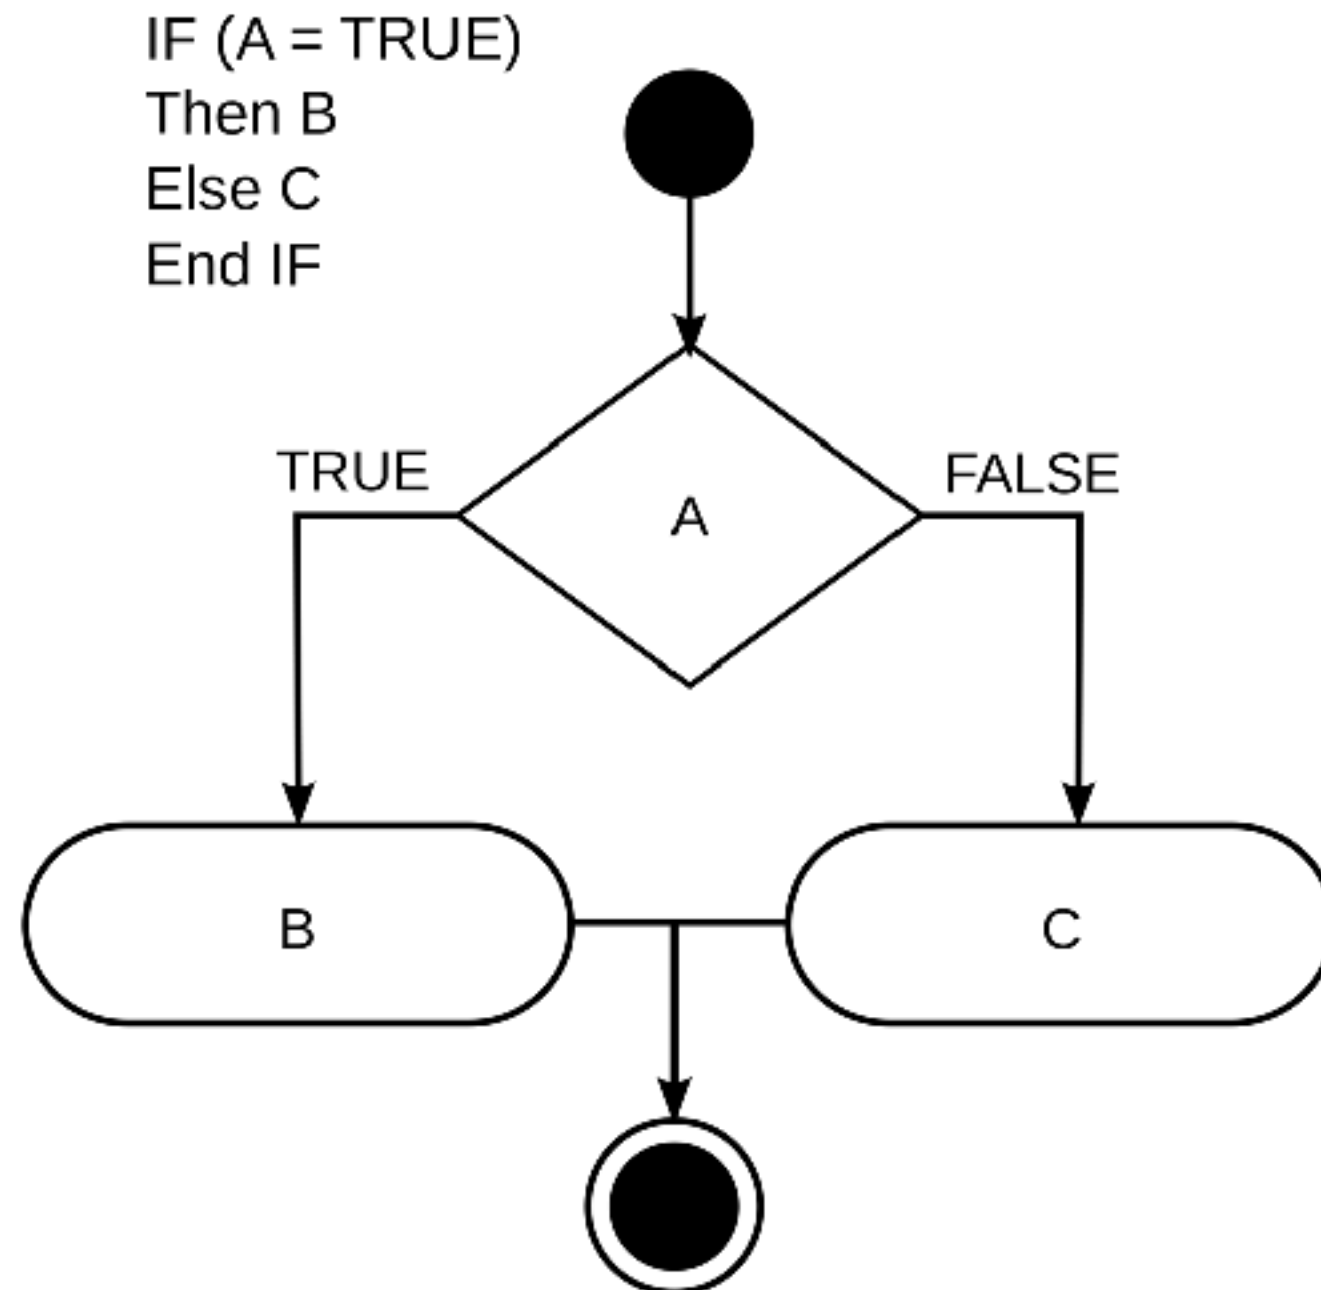 IF (A = TRUE)
Then B
Else C
End IF
TRUE
FALSE
A
B
C